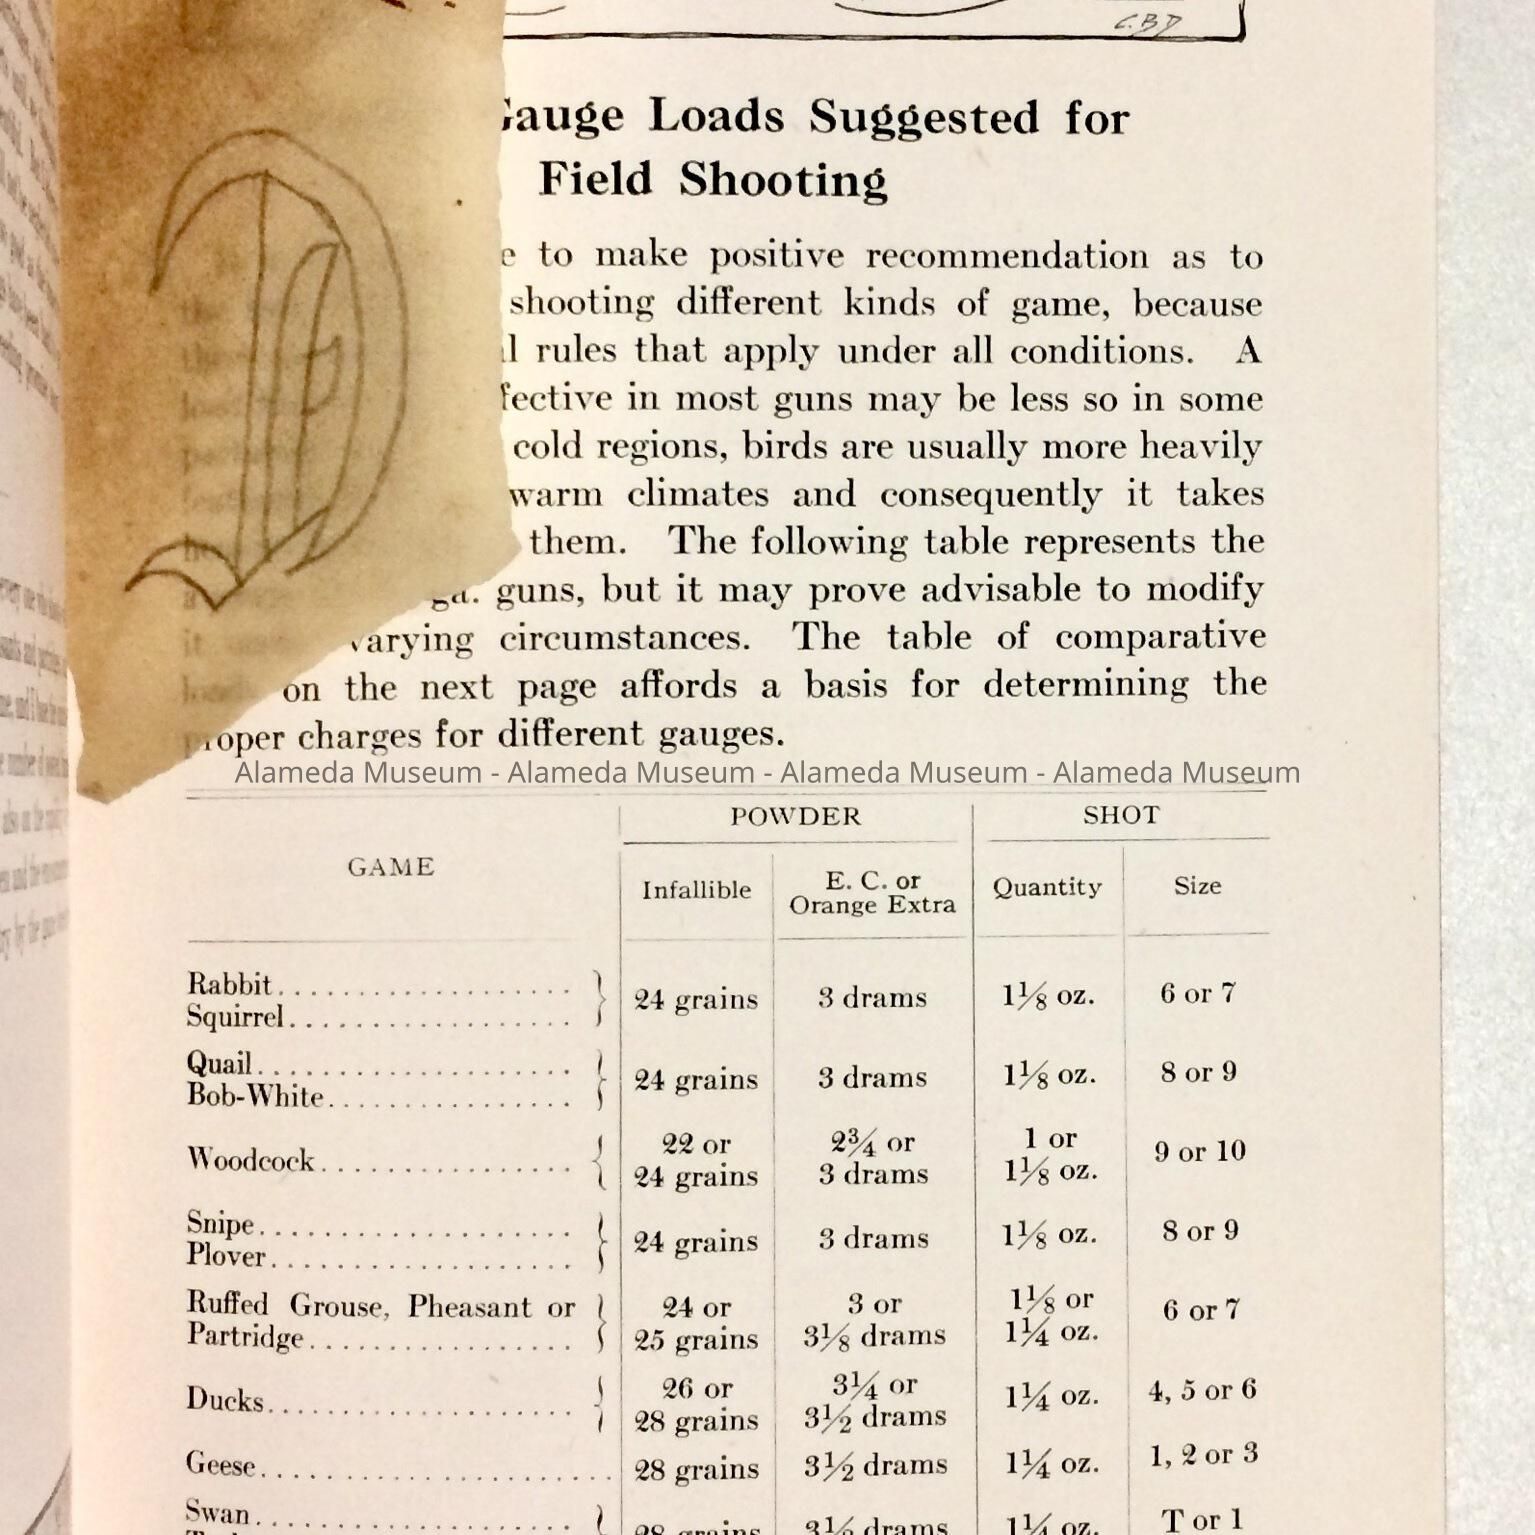 CBD
Gauge Loads Suggested for
Field Shooting
to make positive recommendation as to
shooting different kinds of game, because
rules that apply under all conditions. A
in most guns may be less so in some
cold regions, birds are usually more heavily
warm climates and consequently it takes
them. The following table represents the
ga. guns, but it may prove advisable to modify
it varying circumstances. The table of comparative
loads on the next page affords a basis for determining the
proper charges for different gauges.
Alameda Museum - Alameda Museum - Alameda Museum - Alameda Museum
POWDER SHOT
GAME
Infallible E. C. or Orange Extra Quantity Size
Rabbit
Squirrel
24 grains 3 drams 1⅛ oz. 6 or 7
Quail
Bob-White
24 grains 3 drams 1⅛ oz. 8 or 9
Woodcock
22 or 2¾ or 1 or 9 or 10
24 grains 3 drams 1⅛ oz.
Snipe
Plover
24 grains 3 drams 1⅛ oz. 8 or 9
Ruffed Grouse, Pheasant or 24 or 3 or 1⅛ or 6 or 7
Partridge 25 grains 3⅛ drams 1¼ oz.
Ducks
26 or 3¼ or 1¼ oz. 4, 5 or 6
28 grains 3½ drams
Geese 28 grains 3½ drams 1¼ oz. 1, 2 or 3
Swan T or 1
28 grains 3½ drams 1¼ oz.